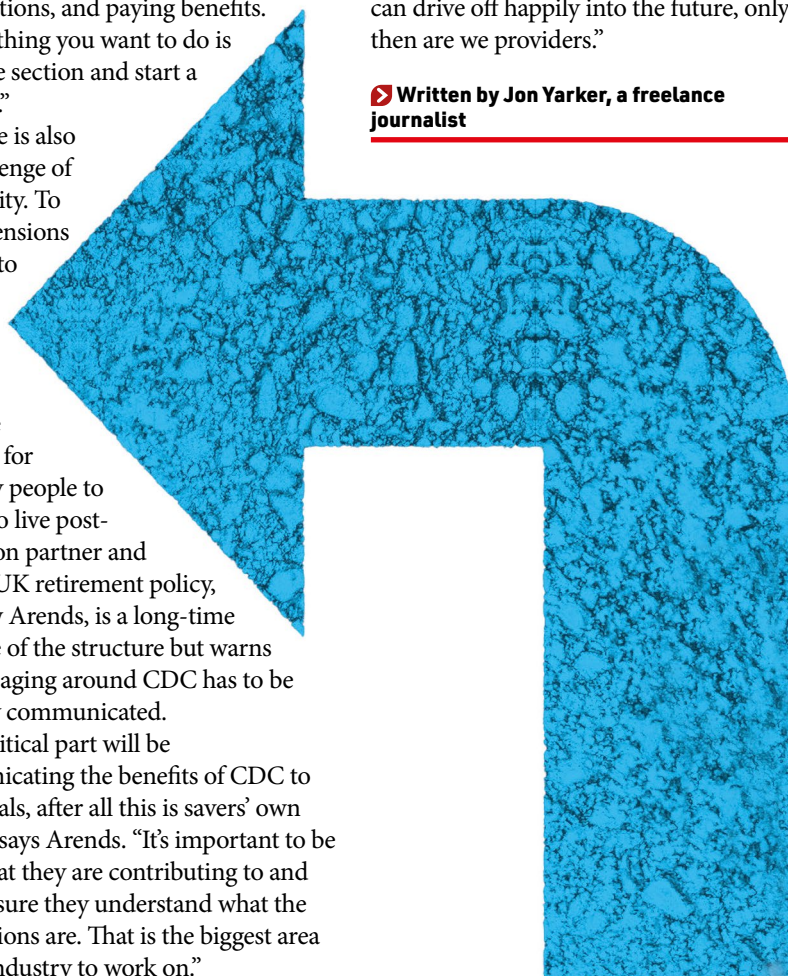 tions, and paying benefits.
thing you want to do is
e section and start a
.”
e is also
enge of
ity. To
ensions
to
for
y people to
o live post-
on partner and
UK retirement policy,
y Arends, is a long-time
e of the structure but warns
aging around CDC has to be
y communicated.
itical part will be
nicating the benefits of CDC to
als, after all this is savers’ own
says Arends. “It’s important to be
at they are contributing to and
sure they understand what the
ions are. That is the biggest area
ndustry to work on.”
can drive off happily into the future, only
then are we providers.”
Written by Jon Yarker, a freelance
journalist